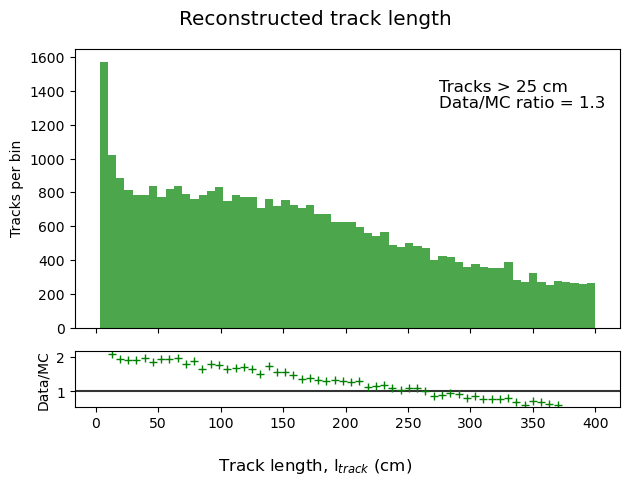 Reconstructed track length
1600
1400
1200
1000
800
600
400
200
0
Tracks per bin
Tracks > 25 cm
Data/MC ratio = 1.3
2
1
Data/MC
0 50 100 150 200 250 300 350 400
Track length, l_track (cm)